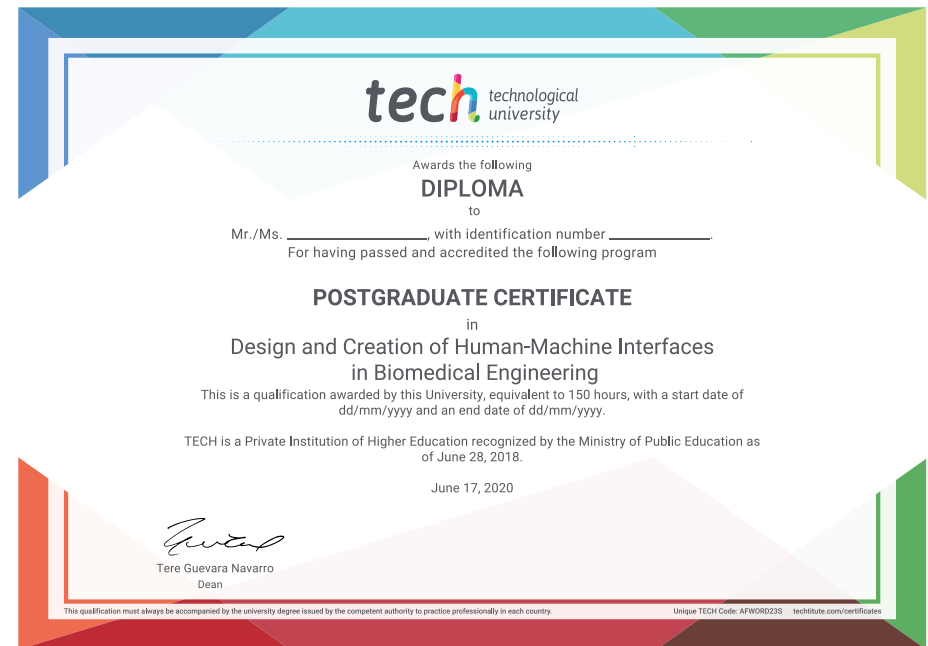 tech technological
university
Awards the following
DIPLOMA
to
Mr./Ms. ____________________, with identification number ______________.
For having passed and accredited the following program
POSTGRADUATE CERTIFICATE
in
Design and Creation of Human-Machine Interfaces
in Biomedical Engineering
This is a qualification awarded by this University, equivalent to 150 hours, with a start date of
dd/mm/yyyy and an end date of dd/mm/yyyy.
TECH is a Private Institution of Higher Education recognized by the Ministry of Public Education as
of June 28, 2018.
June 17, 2020
Tere Guevara Navarro
Dean
This qualification must always be accompanied by the university degree issued by the competent authority to practice professionally in each country.
Unique TECH Code: AFWORD23S techtitute.com/certificates